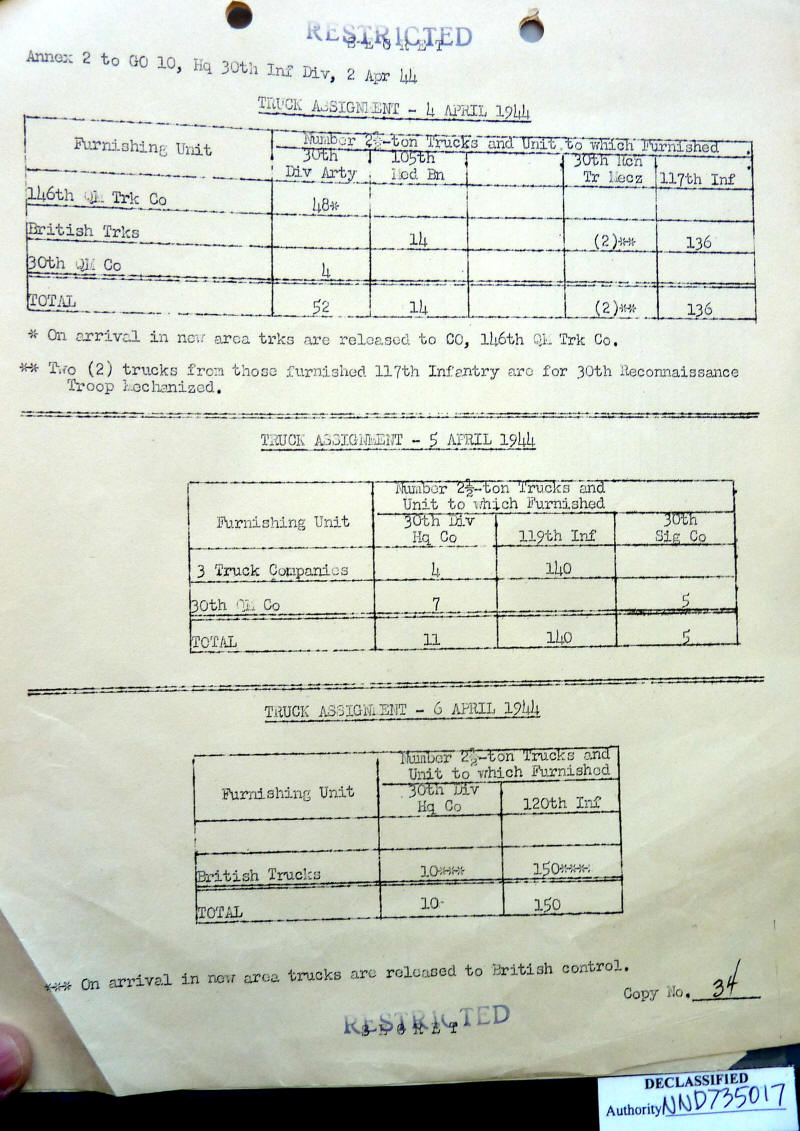 RESTRICTED
SECRET
Annex 2 to GO 10, Hq 30th Inf Div, 2 Apr 44
TRUCK ASSIGNMENT - 4 APRIL 1944
Furnishing Unit
Number 2½-ton Trucks and Unit to which Furnished
30th Div Arty
105th Med Bn
30th Rcn Tr Mecz
117th Inf
146th QM Trk Co 48*
British Trks 14 (2)** 136
30th QM Co 4
TOTAL 52 14 (2)** 136
* On arrival in new area trks are released to CO, 146th QM Trk Co.
** Two (2) trucks from those furnished 117th Infantry are for 30th Reconnaissance
Troop Mechanized.
TRUCK ASSIGNMENT - 5 APRIL 1944
Furnishing Unit
Number 2½-ton Trucks and
Unit to which Furnished
30th Div Hq Co
119th Inf
30th Sig Co
3 Truck Companies 4 140
30th QM Co 7 5
TOTAL 11 140 5
TRUCK ASSIGNMENT - 6 APRIL 1944
Furnishing Unit
Number 2½-ton Trucks and
Unit to which Furnished
30th Div Hq Co
120th Inf
British Trucks 10*** 150***
TOTAL 10 150
*** On arrival in new area trucks are released to British control.
Copy No. 34
RESTRICTED
SECRET
DECLASSIFIED
Authority NND735017